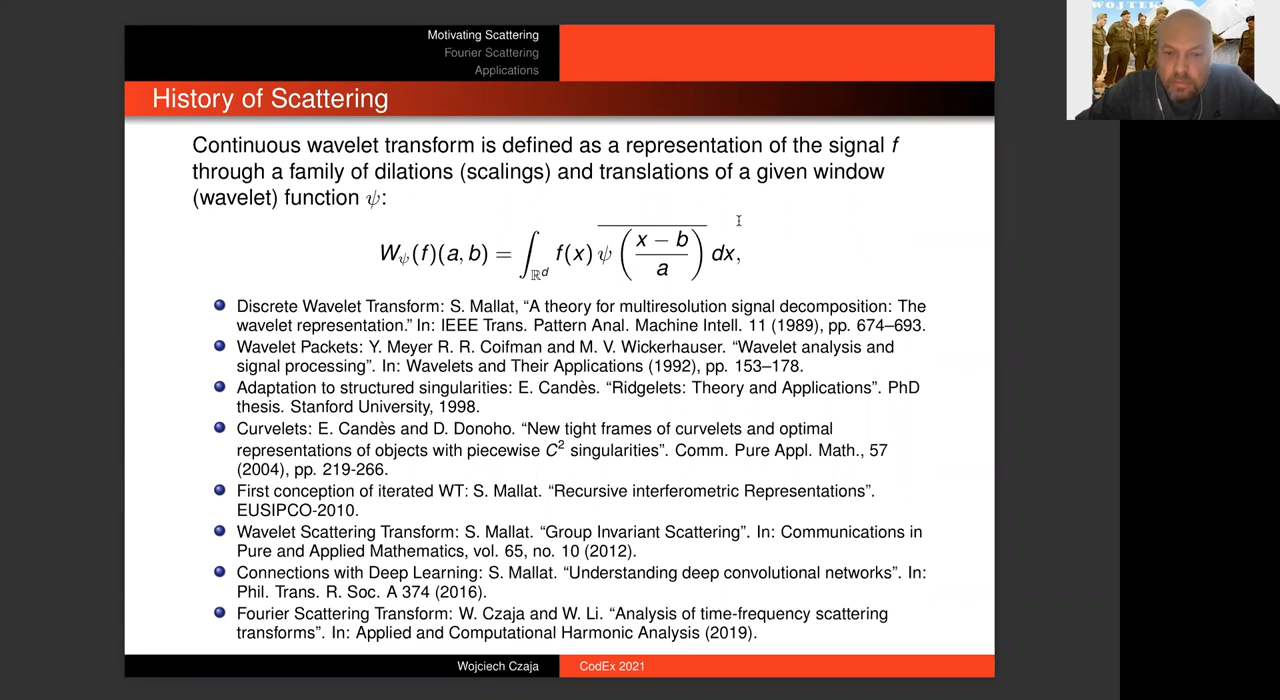 WOJTEK
Motivating Scattering
Fourier Scattering
Applications
History of Scattering
Continuous wavelet transform is defined as a representation of the signal f
through a family of dilations (scalings) and translations of a given window
(wavelet) function ψ:
W_ψ(f)(a, b) = ∫_{ℝ^d} f(x) \overline{ψ((x − b)/a)} dx,
Discrete Wavelet Transform: S. Mallat, “A theory for multiresolution signal decomposition: The
wavelet representation.” In: IEEE Trans. Pattern Anal. Machine Intell. 11 (1989), pp. 674–693.
Wavelet Packets: Y. Meyer R. R. Coifman and M. V. Wickerhauser. “Wavelet analysis and
signal processing”. In: Wavelets and Their Applications (1992), pp. 153–178.
Adaptation to structured singularities: E. Candès. “Ridgelets: Theory and Applications”. PhD
thesis. Stanford University, 1998.
Curvelets: E. Candès and D. Donoho. “New tight frames of curvelets and optimal
representations of objects with piecewise C² singularities”. Comm. Pure Appl. Math., 57
(2004), pp. 219-266.
First conception of iterated WT: S. Mallat. “Recursive interferometric Representations”.
EUSIPCO-2010.
Wavelet Scattering Transform: S. Mallat. “Group Invariant Scattering”. In: Communications in
Pure and Applied Mathematics, vol. 65, no. 10 (2012).
Connections with Deep Learning: S. Mallat. “Understanding deep convolutional networks”. In:
Phil. Trans. R. Soc. A 374 (2016).
Fourier Scattering Transform: W. Czaja and W. Li. “Analysis of time-frequency scattering
transforms”. In: Applied and Computational Harmonic Analysis (2019).
Wojciech Czaja
CodEx 2021